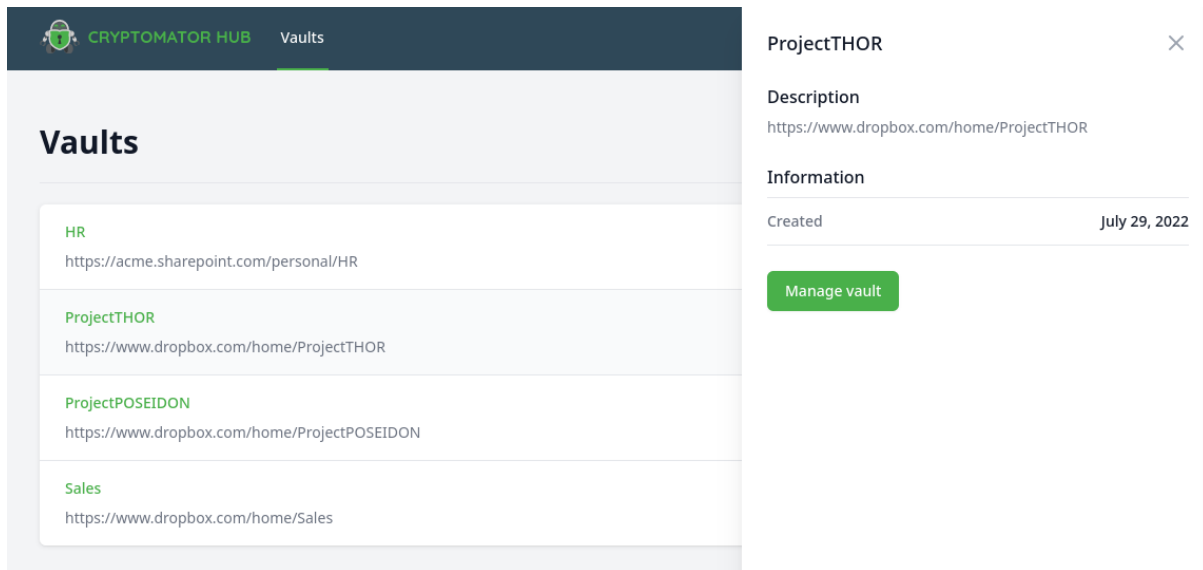 CRYPTOMATOR HUB
Vaults
Vaults
HR
https://acme.sharepoint.com/personal/HR
ProjectTHOR
https://www.dropbox.com/home/ProjectTHOR
ProjectPOSEIDON
https://www.dropbox.com/home/ProjectPOSEIDON
Sales
https://www.dropbox.com/home/Sales
ProjectTHOR
Description
https://www.dropbox.com/home/ProjectTHOR
Information
Created July 29, 2022
Manage vault